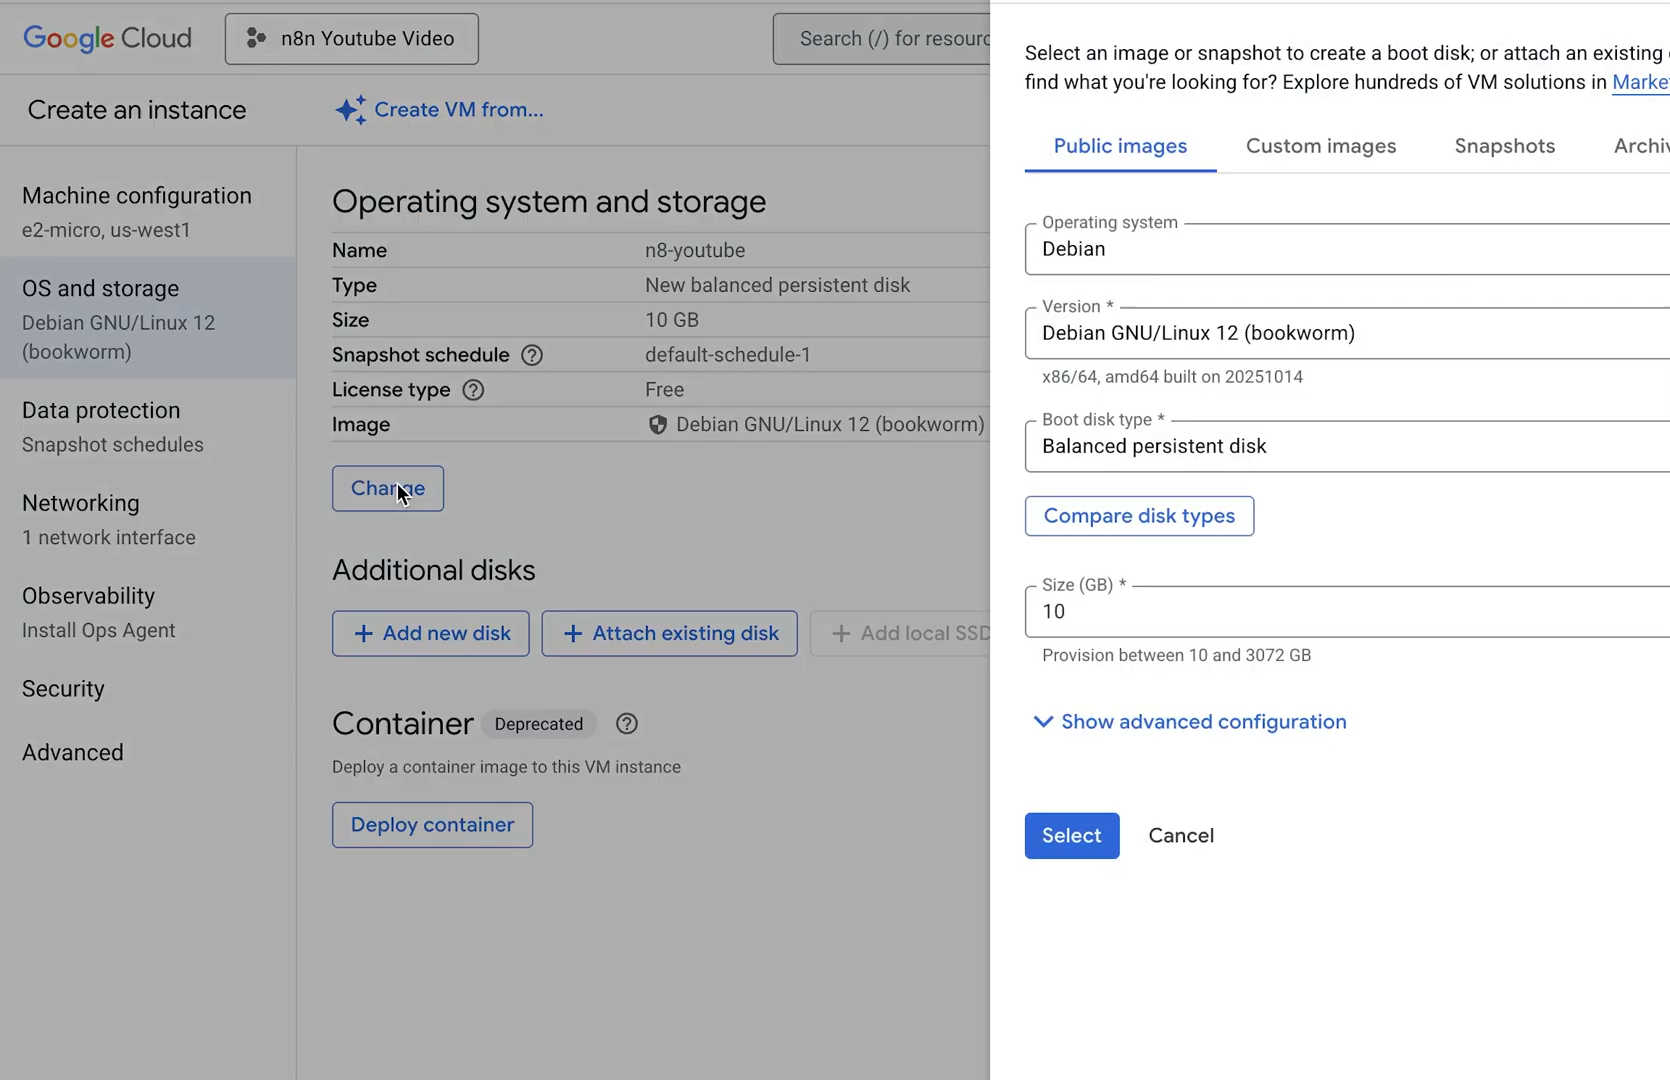 Google Cloud
n8n Youtube Video
Search (/) for resourc
Create an instance
Create VM from...
Machine configuration
e2-micro, us-west1
OS and storage
Debian GNU/Linux 12
(bookworm)
Data protection
Snapshot schedules
Networking
1 network interface
Observability
Install Ops Agent
Security
Advanced
Operating system and storage
Name n8-youtube
Type New balanced persistent disk
Size 10 GB
Snapshot schedule default-schedule-1
License type Free
Image Debian GNU/Linux 12 (bookworm)
Change
Additional disks
+ Add new disk
+ Attach existing disk
+ Add local SSD
Container Deprecated
Deploy a container image to this VM instance
Deploy container
Select an image or snapshot to create a boot disk; or attach an existing
find what you're looking for? Explore hundreds of VM solutions in Marke
Public images
Custom images
Snapshots
Archiv
Operating system
Debian
Version *
Debian GNU/Linux 12 (bookworm)
x86/64, amd64 built on 20251014
Boot disk type *
Balanced persistent disk
Compare disk types
Size (GB) *
10
Provision between 10 and 3072 GB
Show advanced configuration
Select
Cancel